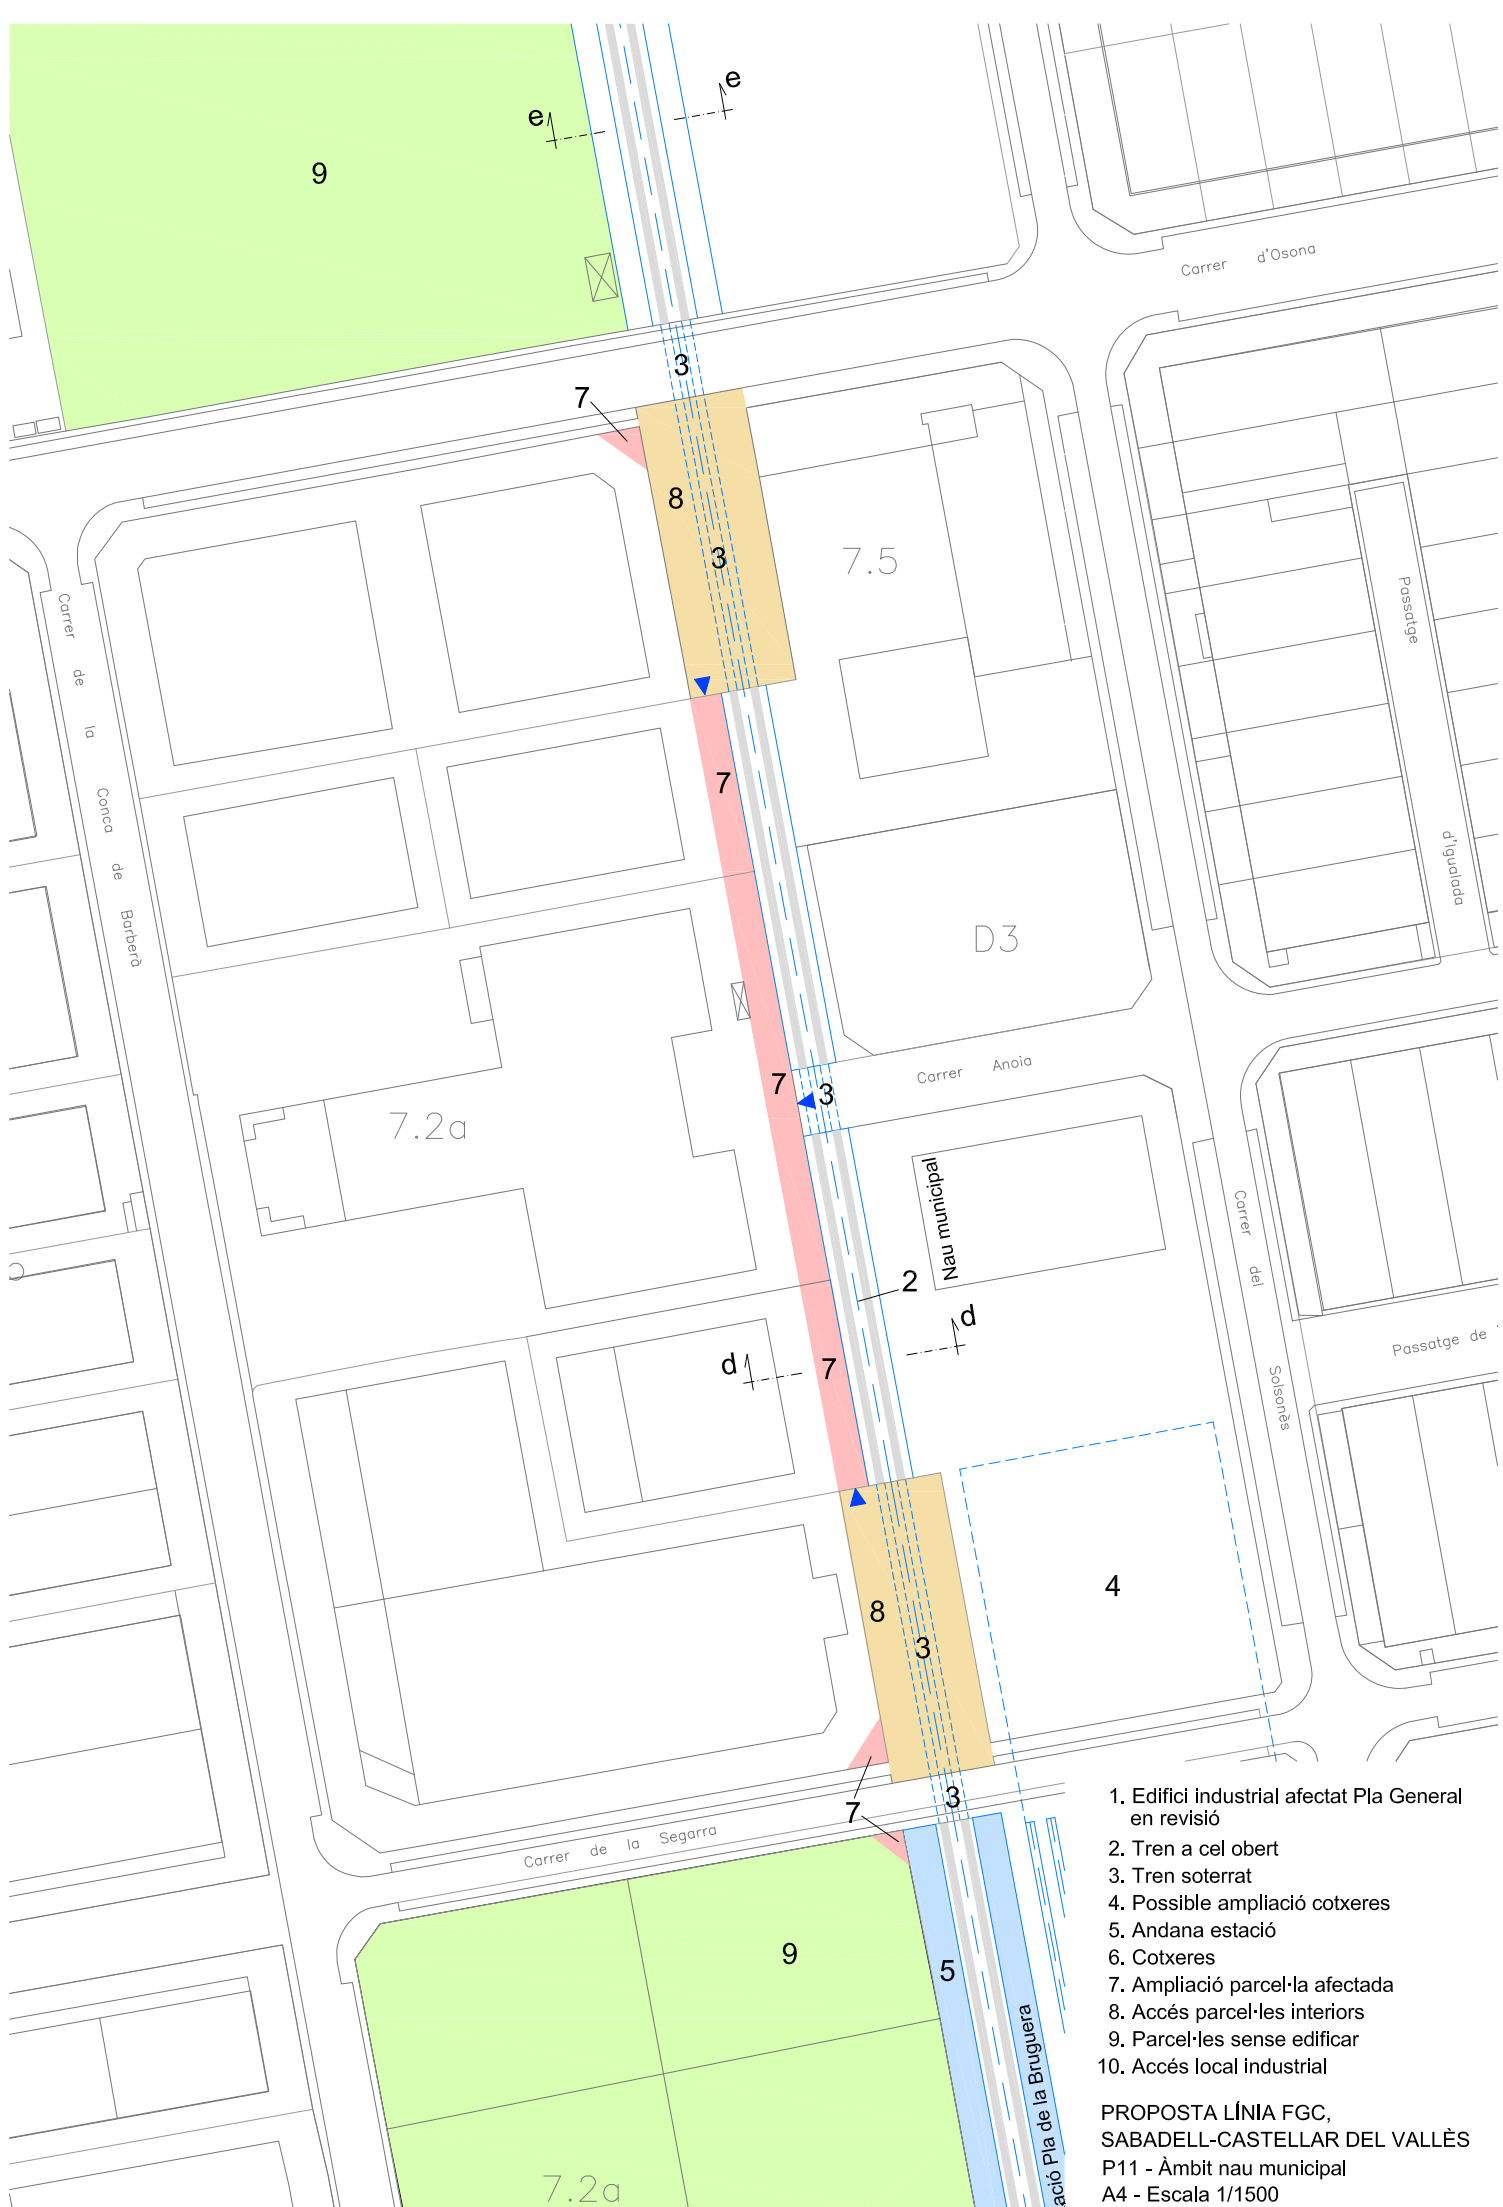 e
e
9
Carrer d'Osona
3
7
8
3
7.5
Passatge
d'Igualada
Carrer de la Conca de Barberà
7
D3
Carrer Anoia
7
3
7.2a
Nau municipal
Carrer del Solsonès
2
d
d
7
Passatge de
4
8
3
7
3
Carrer de la Segarra
9
5
Pla de la Bruguera
7.2a
1. Edifici industrial afectat Pla General
en revisió
2. Tren a cel obert
3. Tren soterrat
4. Possible ampliació cotxeres
5. Andana estació
6. Cotxeres
7. Ampliació parcel·la afectada
8. Accés parcel·les interiors
9. Parcel·les sense edificar
10. Accés local industrial
PROPOSTA LÍNIA FGC,
SABADELL-CASTELLAR DEL VALLÈS
P11 - Àmbit nau municipal
A4 - Escala 1/1500